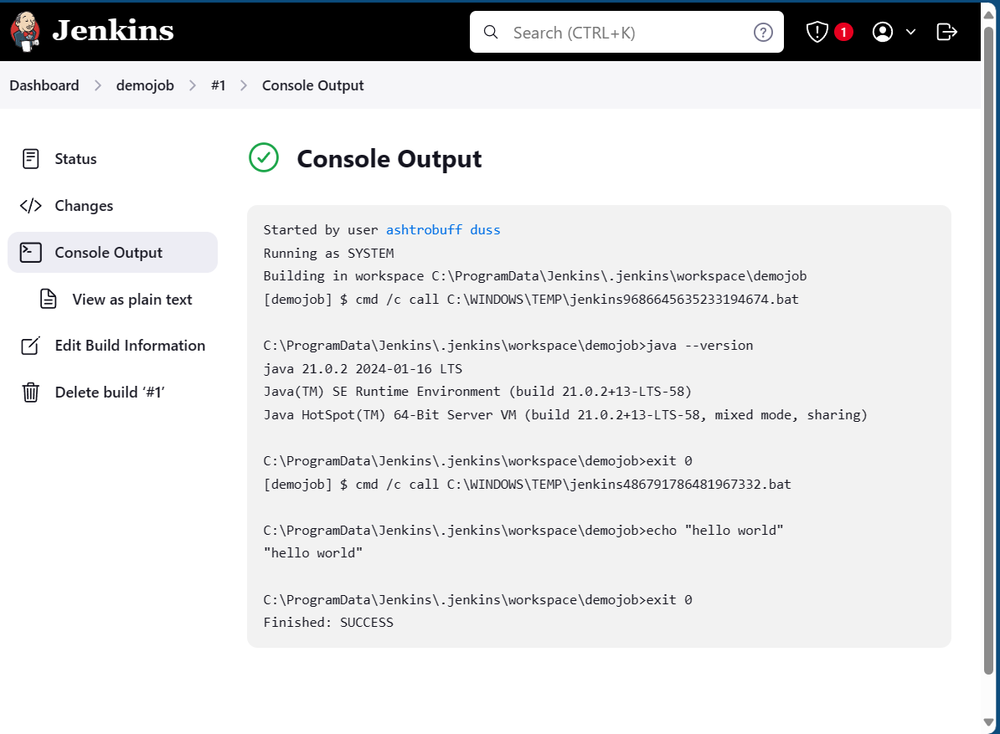 Jenkins
Search (CTRL+K)
1
Dashboard > demojob > #1 > Console Output
Status
Changes
Console Output
View as plain text
Edit Build Information
Delete build ‘#1’
Console Output
Started by user ashtrobuff duss
Running as SYSTEM
Building in workspace C:\ProgramData\Jenkins\.jenkins\workspace\demojob
[demojob] $ cmd /c call C:\WINDOWS\TEMP\jenkins9686645635233194674.bat
C:\ProgramData\Jenkins\.jenkins\workspace\demojob>java --version
java 21.0.2 2024-01-16 LTS
Java(TM) SE Runtime Environment (build 21.0.2+13-LTS-58)
Java HotSpot(TM) 64-Bit Server VM (build 21.0.2+13-LTS-58, mixed mode, sharing)
C:\ProgramData\Jenkins\.jenkins\workspace\demojob>exit 0
[demojob] $ cmd /c call C:\WINDOWS\TEMP\jenkins486791786481967332.bat
C:\ProgramData\Jenkins\.jenkins\workspace\demojob>echo "hello world"
"hello world"
C:\ProgramData\Jenkins\.jenkins\workspace\demojob>exit 0
Finished: SUCCESS